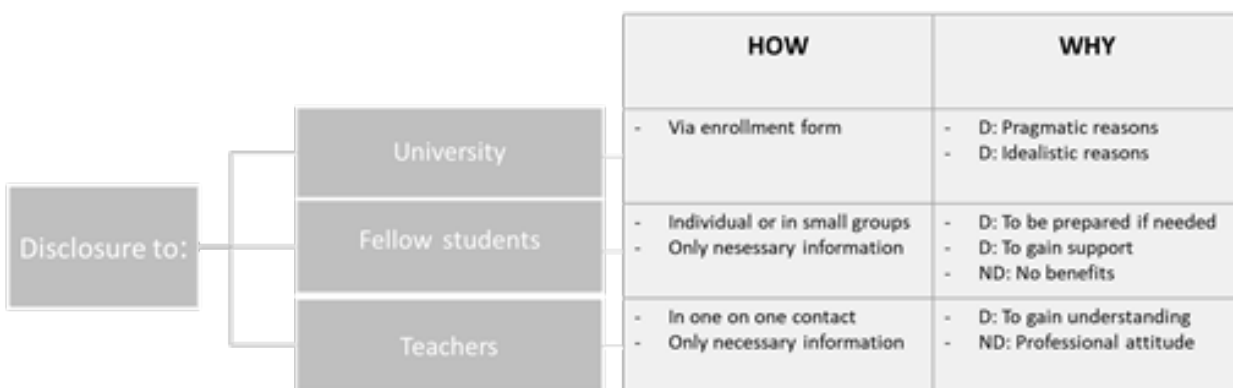 HOW
WHY
University
- Via enrollment form
- D: Pragmatic reasons
- D: Idealistic reasons
Disclosure to:
Fellow students
- Individual or in small groups
- Only nesessary information
- D: To be prepared if needed
- D: To gain support
- ND: No benefits
Teachers
- In one on one contact
- Only necessary information
- D: To gain understanding
- ND: Professional attitude